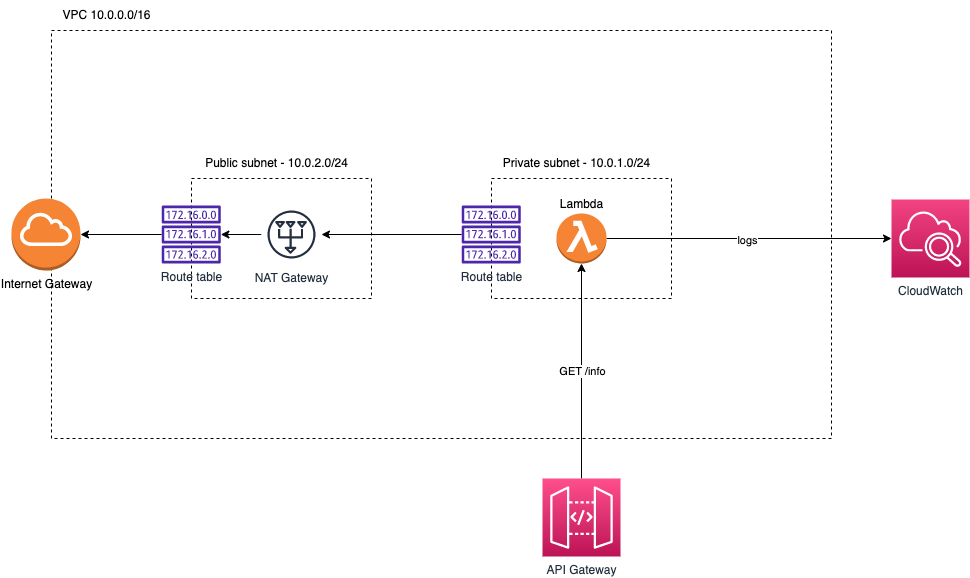 VPC 10.0.0.0/16
Public subnet - 10.0.2.0/24
Private subnet - 10.0.1.0/24
Lambda
172.16.0.0
172.16.1.0
172.16.2.0
172.16.0.0
172.16.1.0
172.16.2.0
logs
Internet Gateway
Route table
NAT Gateway
Route table
CloudWatch
GET /info
</>
API Gateway